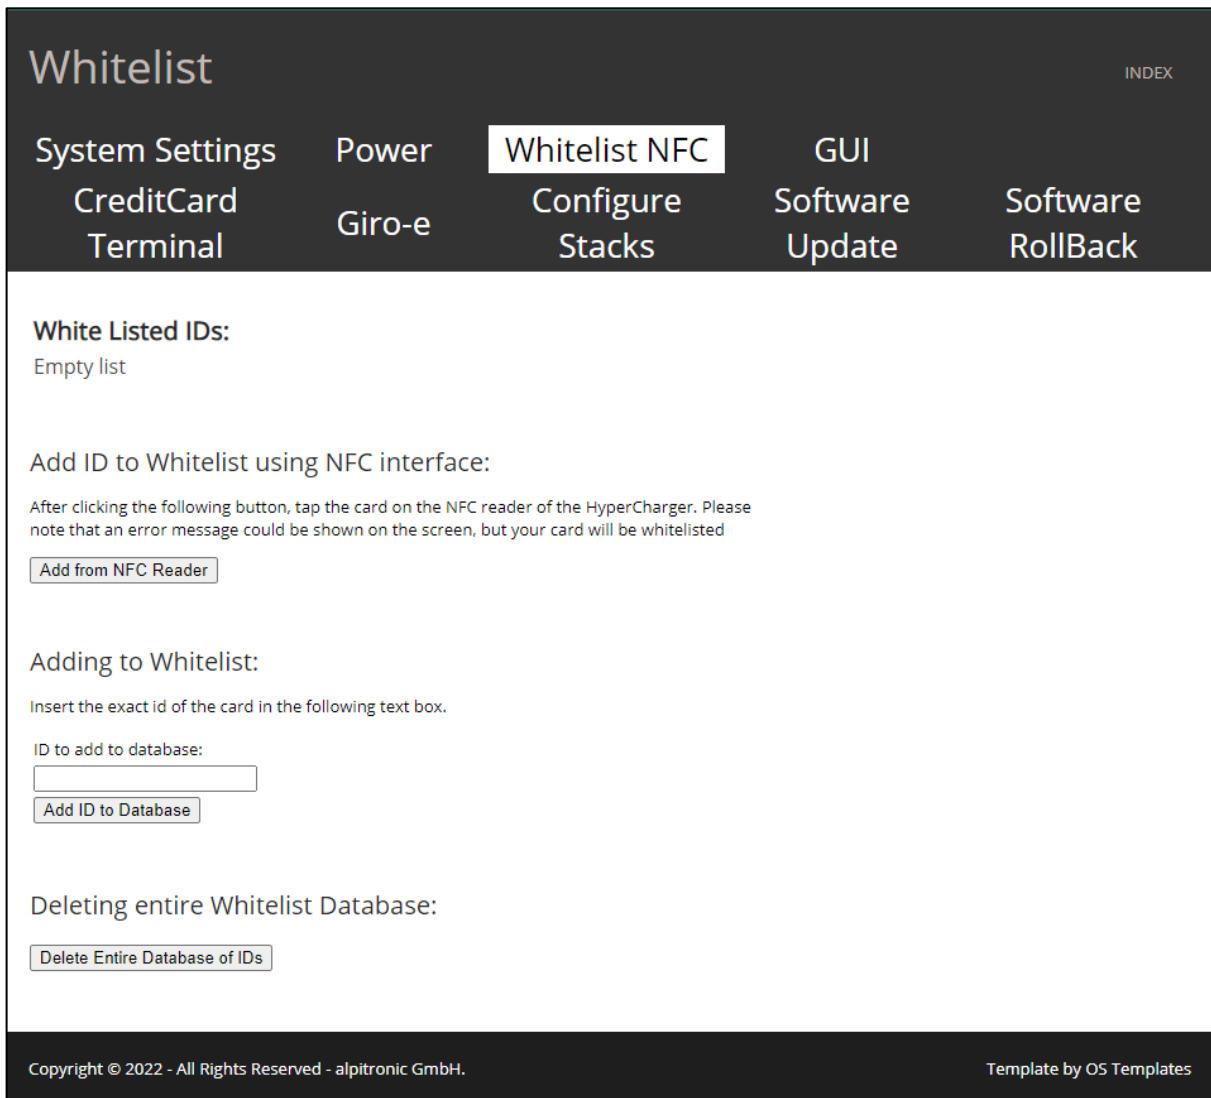 Whitelist
INDEX
System Settings
Power
Whitelist NFC
GUI
CreditCard
Terminal
Giro-e
Configure
Stacks
Software
Update
Software
RollBack
White Listed IDs:
Empty list
Add ID to Whitelist using NFC interface:
After clicking the following button, tap the card on the NFC reader of the HyperCharger. Please
note that an error message could be shown on the screen, but your card will be whitelisted
Add from NFC Reader
Adding to Whitelist:
Insert the exact id of the card in the following text box.
ID to add to database:
Add ID to Database
Deleting entire Whitelist Database:
Delete Entire Database of IDs
Copyright © 2022 - All Rights Reserved - alpitronic GmbH.
Template by OS Templates